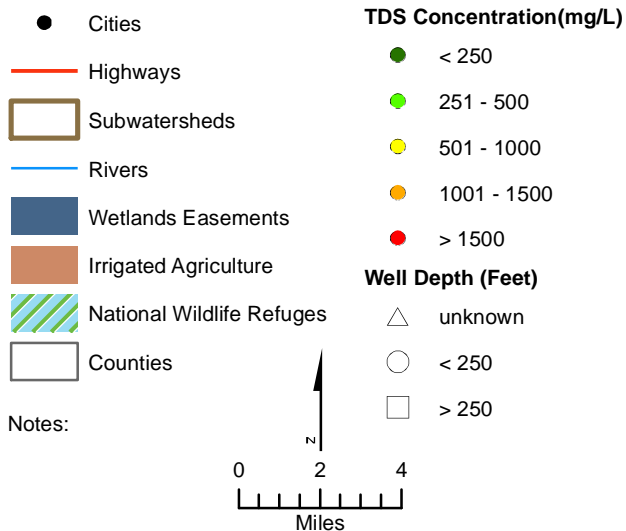 Cities
Highways
Subwatersheds
Rivers
Wetlands Easements
Irrigated Agriculture
National Wildlife Refuges
Counties
Notes:
TDS Concentration(mg/L)
< 250
251 - 500
501 - 1000
1001 - 1500
> 1500
Well Depth (Feet)
unknown
< 250
> 250
z
0 2 4
Miles